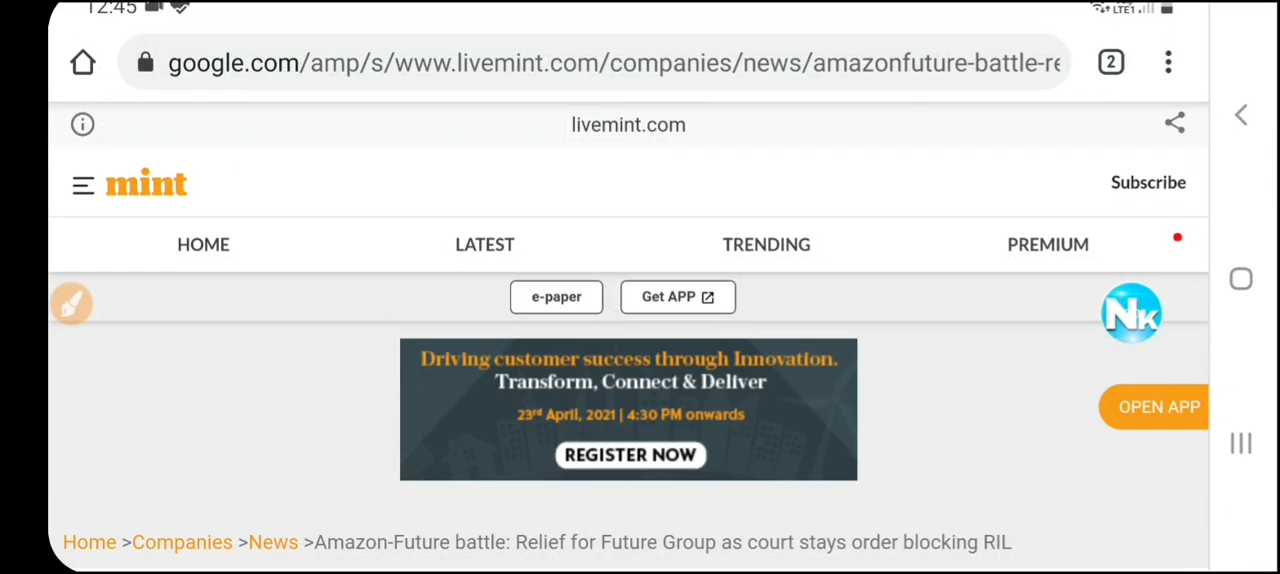 12:45
LTE1
google.com/amp/s/www.livemint.com/companies/news/amazonfuture-battle-re
2
livemint.com
mint
Subscribe
HOME
LATEST
TRENDING
PREMIUM
e-paper
Get APP
Nk
Driving customer success through Innovation.
Transform, Connect & Deliver
23rd April, 2021 | 4:30 PM onwards
REGISTER NOW
OPEN APP
Home >Companies >News >Amazon-Future battle: Relief for Future Group as court stays order blocking RIL